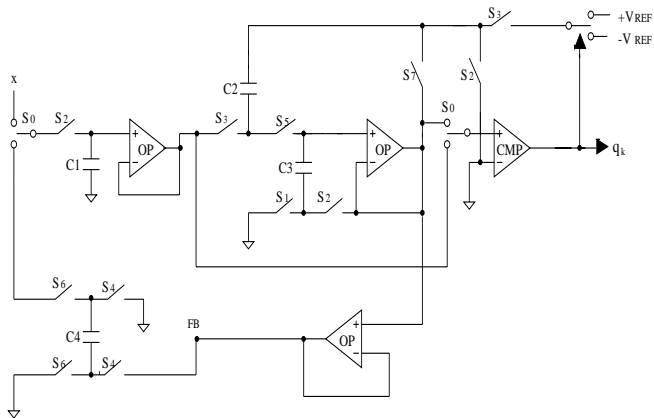 S3
+VREF
-VREF
x
C2
S7
S2
S0
S2
S3
S5
S0
+
-
OP
+
-
OP
+
-
CMP
qk
C1
C3
S1
S2
S6
S4
C4
FB
+
-
OP
S6
S4